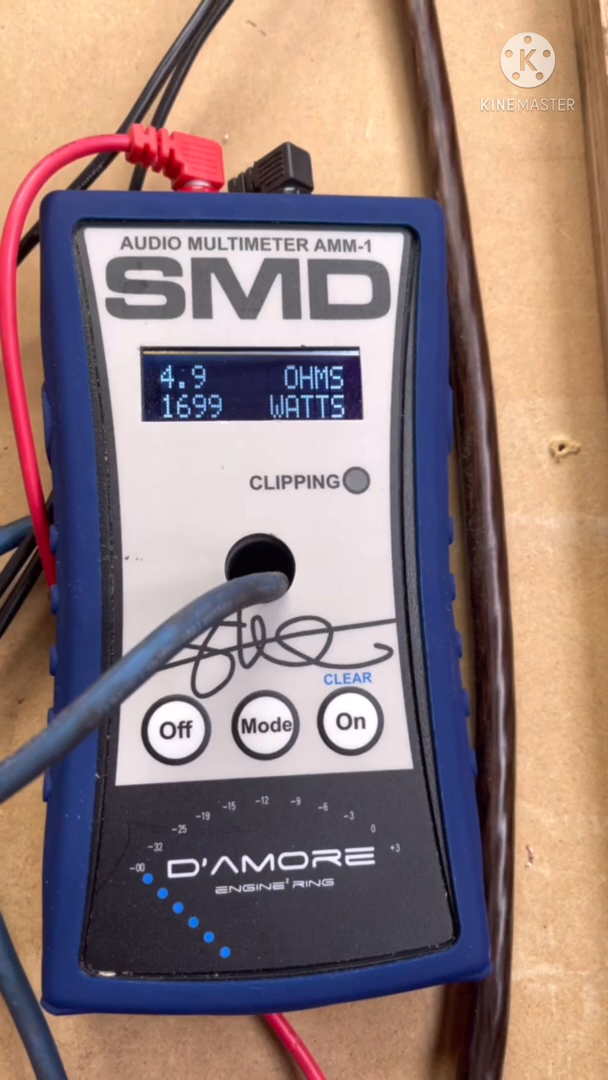 K
KINEMASTER
AUDIO MULTIMETER AMM-1
SMD
4.9 OHMS
1699 WATTS
CLIPPING
CLEAR
Off Mode On
-00 -32 -25 -19 -15 -12 -9 -6 -3 0 +3
D'AMORE
ENGINEERING